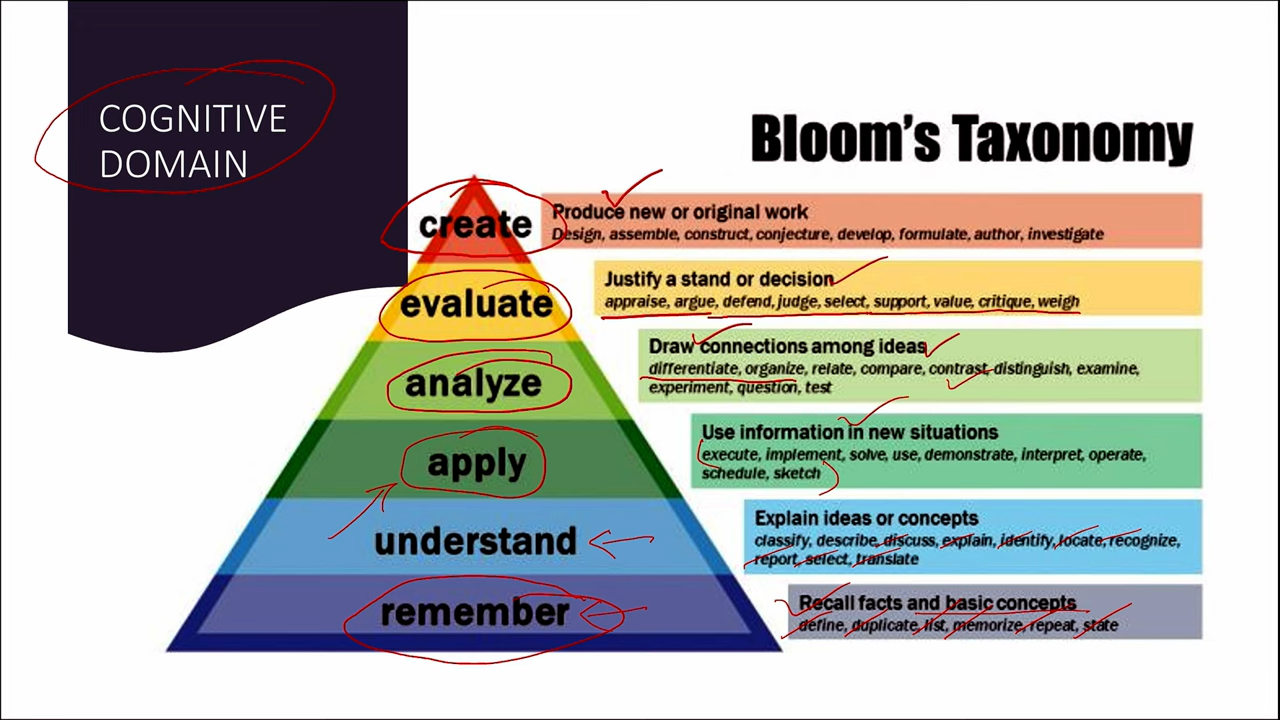 COGNITIVE
DOMAIN
Bloom's Taxonomy
create
Produce new or original work
Design, assemble, construct, conjecture, develop, formulate, author, investigate
evaluate
Justify a stand or decision
appraise, argue, defend, judge, select, support, value, critique, weigh
analyze
Draw connections among ideas
differentiate, organize, relate, compare, contrast, distinguish, examine,
experiment, question, test
apply
Use information in new situations
execute, implement, solve, use, demonstrate, interpret, operate,
schedule, sketch
understand
Explain ideas or concepts
classify, describe, discuss, explain, identify, locate, recognize,
report, select, translate
remember
Recall facts and basic concepts
define, duplicate, list, memorize, repeat, state